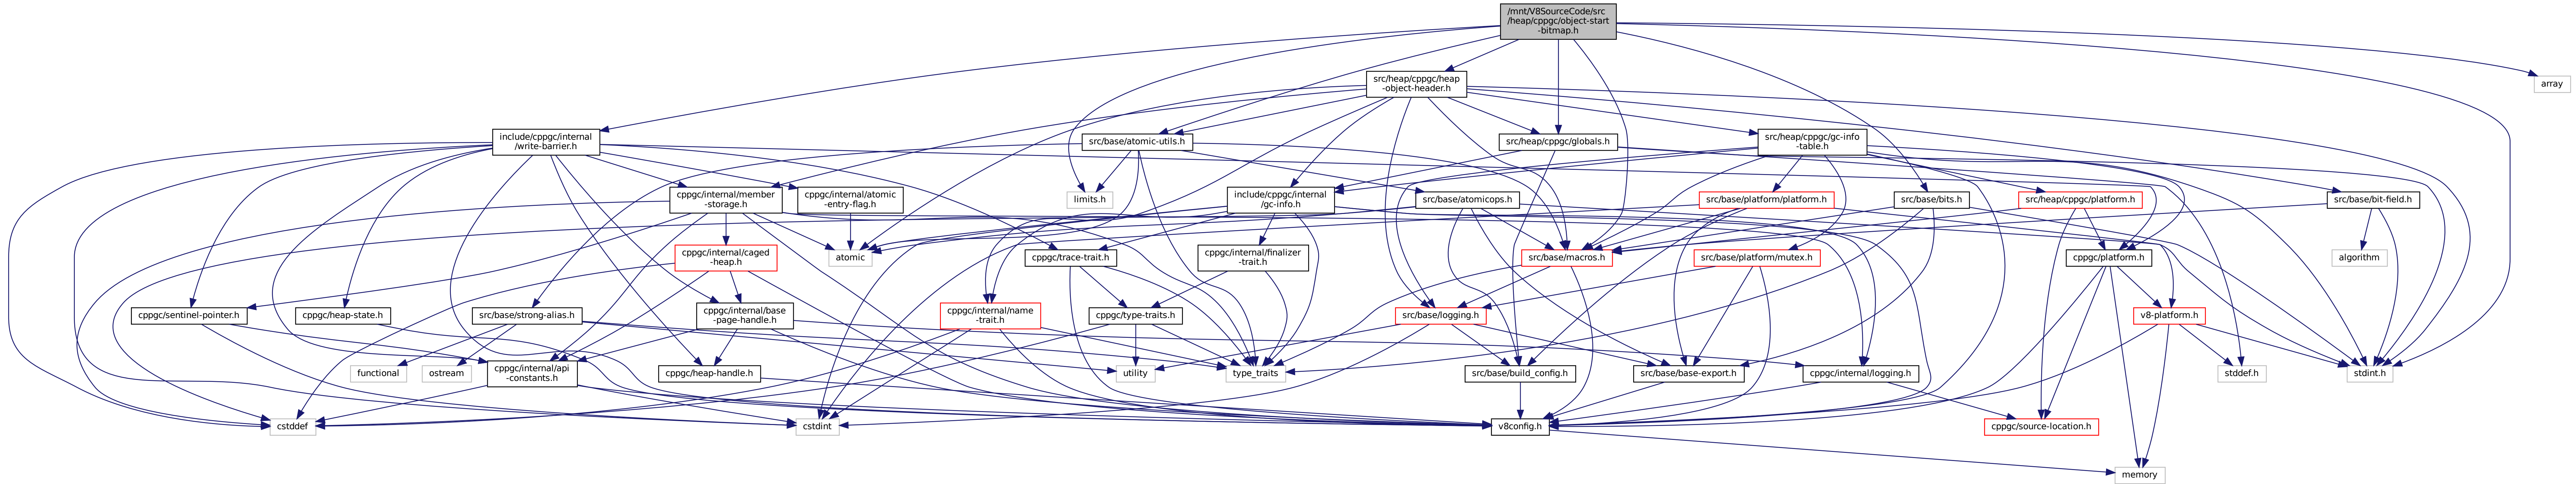 /mnt/V8SourceCode/src
/heap/cppgc/object-start
-bitmap.h
src/heap/cppgc/heap
-object-header.h
array
include/cppgc/internal
/write-barrier.h
src/base/atomic-utils.h
src/heap/cppgc/globals.h
src/heap/cppgc/gc-info
-table.h
cppgc/internal/member
-storage.h
cppgc/internal/atomic
-entry-flag.h
limits.h
include/cppgc/internal
/gc-info.h
src/base/atomicops.h
src/base/platform/platform.h
src/base/bits.h
src/heap/cppgc/platform.h
src/base/bit-field.h
cppgc/internal/caged
-heap.h
atomic
cppgc/trace-trait.h
cppgc/internal/finalizer
-trait.h
src/base/macros.h
src/base/platform/mutex.h
cppgc/platform.h
algorithm
cppgc/sentinel-pointer.h
cppgc/heap-state.h
src/base/strong-alias.h
cppgc/internal/base
-page-handle.h
cppgc/internal/name
-trait.h
cppgc/type-traits.h
src/base/logging.h
v8-platform.h
functional
ostream
cppgc/internal/api
-constants.h
cppgc/heap-handle.h
utility
type_traits
src/base/build_config.h
src/base/base-export.h
cppgc/internal/logging.h
stddef.h
stdint.h
cstddef
cstdint
v8config.h
cppgc/source-location.h
memory